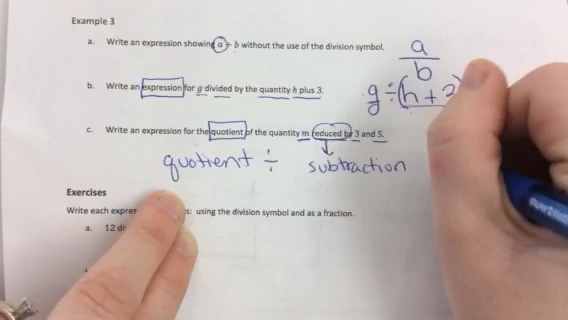 Example 3
a. Write an expression showing a ÷ b without the use of the division symbol.
a
b
b. Write an expression for g divided by the quantity h plus 3.
g ÷ (h +
c. Write an expression for the quotient of the quantity m reduced by 3 and 5.
quotient ÷ subtraction
Exercises
Write each expres s: using the division symbol and as a fraction.
a. 12 di